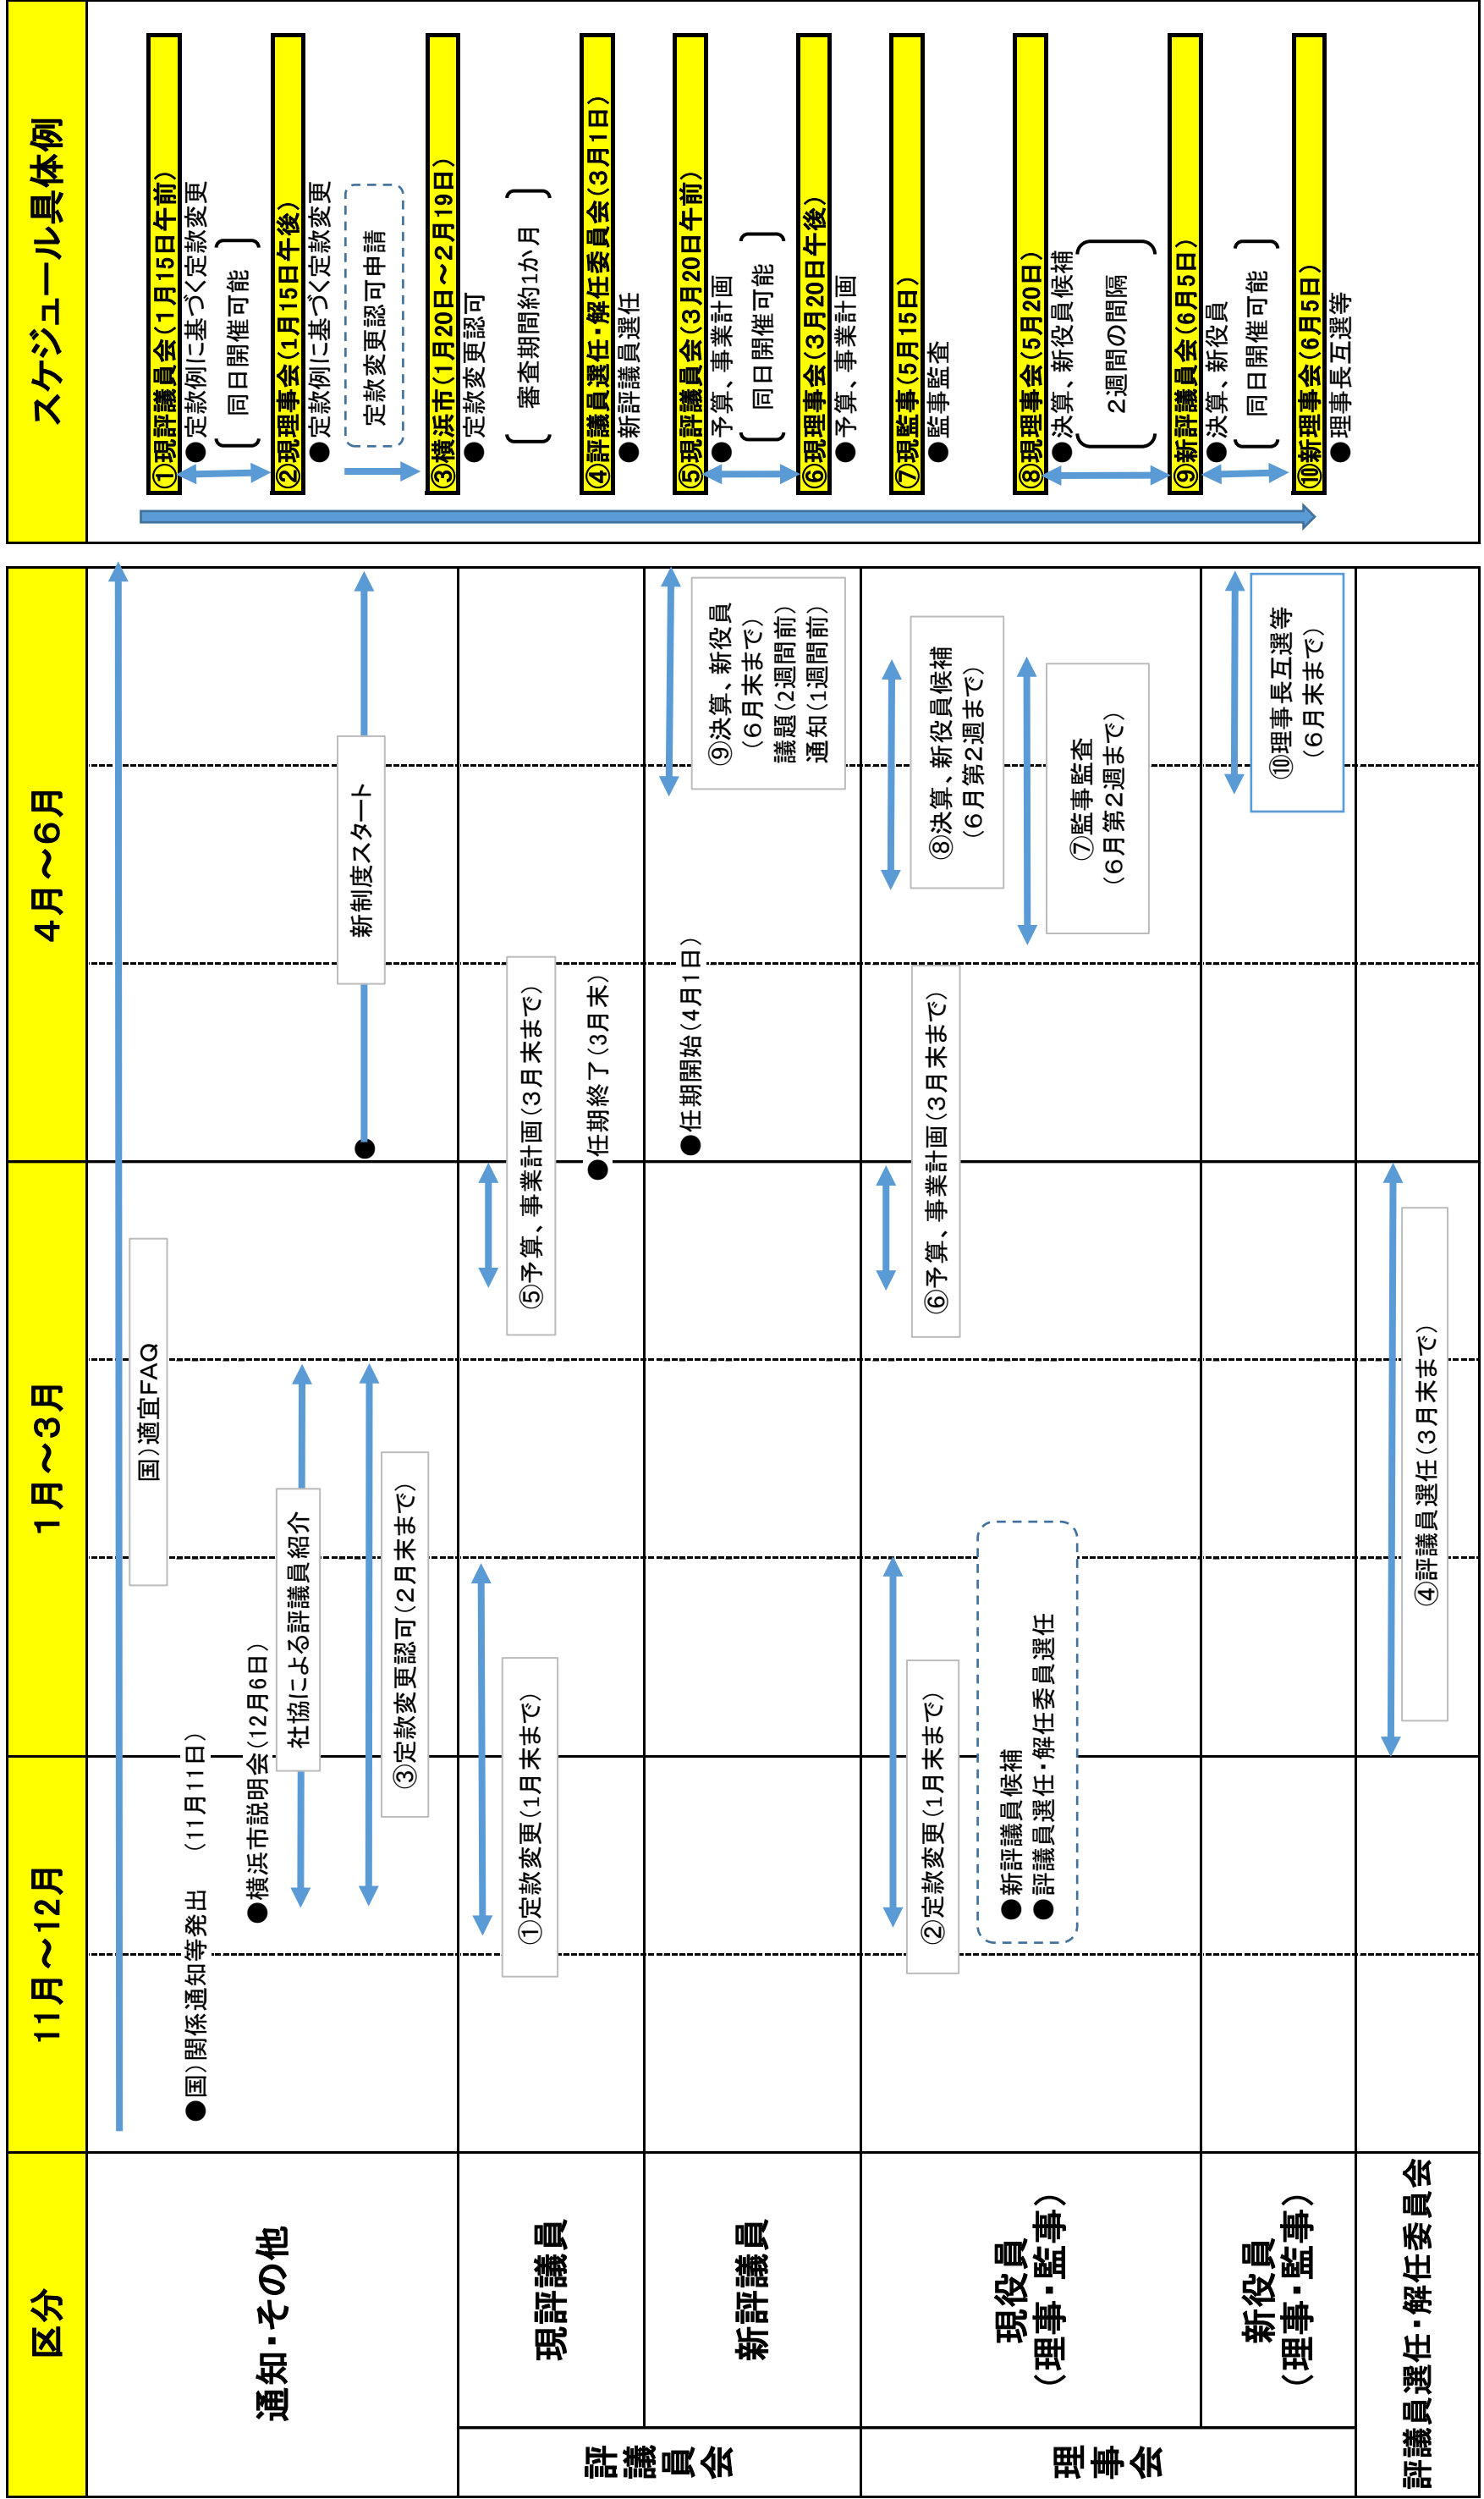 区分
11月～12月
1月～3月
4月～6月
スケジュール具体例
通知・その他
国)適宜FAQ
●国)関係通知等発出　(11月11日)
●横浜市説明会(12月6日)
社協による評議員紹介
新制度スタート
③定款変更認可(2月末まで)
評議員会
現評議員
①定款変更(1月末まで)
⑤予算、事業計画(3月末まで)
●任期終了(3月末)
新評議員
●任期開始(4月1日)
⑨決算、新役員
(6月末まで)
議題(2週間前)
通知(1週間前)
理事会
現役員
(理事・監事)
②定款変更(1月末まで)
●新評議員候補
●評議員選任・解任委員選任
⑥予算、事業計画(3月末まで)
⑧決算、新役員候補
(6月第2週まで)
⑦監事監査
(6月第2週まで)
新役員
(理事・監事)
⑩理事長互選等
(6月末まで)
評議員選任・解任委員会
④評議員選任(3月末まで)
①現評議員会(1月15日午前)
●定款例に基づく定款変更
同日開催可能
②現理事会(1月15日午後)
●定款例に基づく定款変更
定款変更認可申請
③横浜市(1月20日～2月19日)
●定款変更認可
審査期間約1か月
④評議員選任・解任委員会(3月1日)
●新評議員選任
⑤現評議員会(3月20日午前)
●予算、事業計画
同日開催可能
⑥現理事会(3月20日午後)
●予算、事業計画
⑦現監事(5月15日)
●監事監査
⑧現理事会(5月20日)
●決算、新役員候補
2週間の間隔
⑨新評議員会(6月5日)
●決算、新役員
同日開催可能
⑩新理事会(6月5日)
●理事長互選等